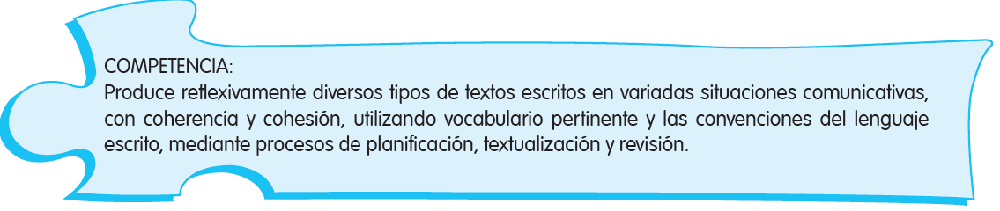 COMPETENCIA:
Produce reflexivamente diversos tipos de textos escritos en variadas situaciones comunicativas,
con coherencia y cohesión, utilizando vocabulario pertinente y las convenciones del lenguaje
escrito, mediante procesos de planificación, textualización y revisión.